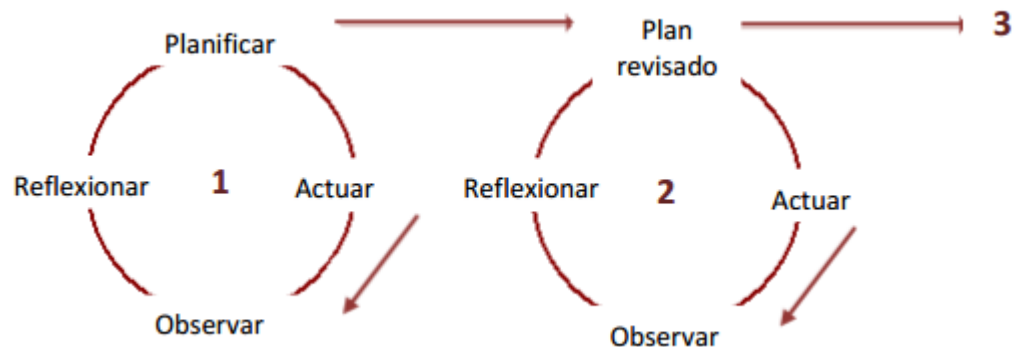 Planificar
Plan
revisado
3
Reflexionar
1
Actuar
Reflexionar
2
Actuar
Observar
Observar